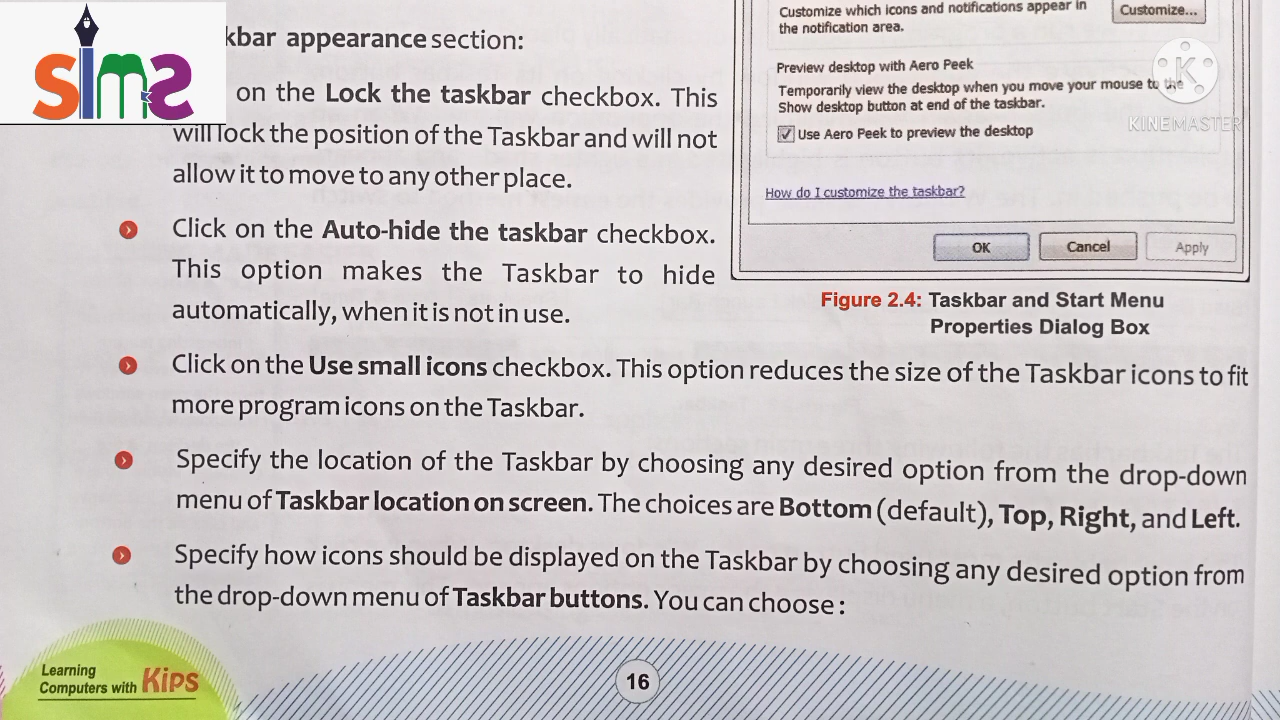 sims
kbar appearance section:
on the Lock the taskbar checkbox. This
will lock the position of the Taskbar and will not
allow it to move to any other place.
Click on the Auto-hide the taskbar checkbox.
This option makes the Taskbar to hide
automatically, when it is not in use.
Customize which icons and notifications appear in
the notification area.
Customize...
Preview desktop with Aero Peek
Temporarily view the desktop when you move your mouse to the
Show desktop button at end of the taskbar.
Use Aero Peek to preview the desktop
How do I customize the taskbar?
OK
Cancel
Apply
K
KINEMASTER
Figure 2.4: Taskbar and Start Menu
Properties Dialog Box
Click on the Use small icons checkbox. This option reduces the size of the Taskbar icons to fit
more program icons on the Taskbar.
Specify the location of the Taskbar by choosing any desired option from the drop-down
menu of Taskbar location on screen. The choices are Bottom (default), Top, Right, and Left.
Specify how icons should be displayed on the Taskbar by choosing any desired option from
the drop-down menu of Taskbar buttons. You can choose :
Learning
Computers with Kips
16